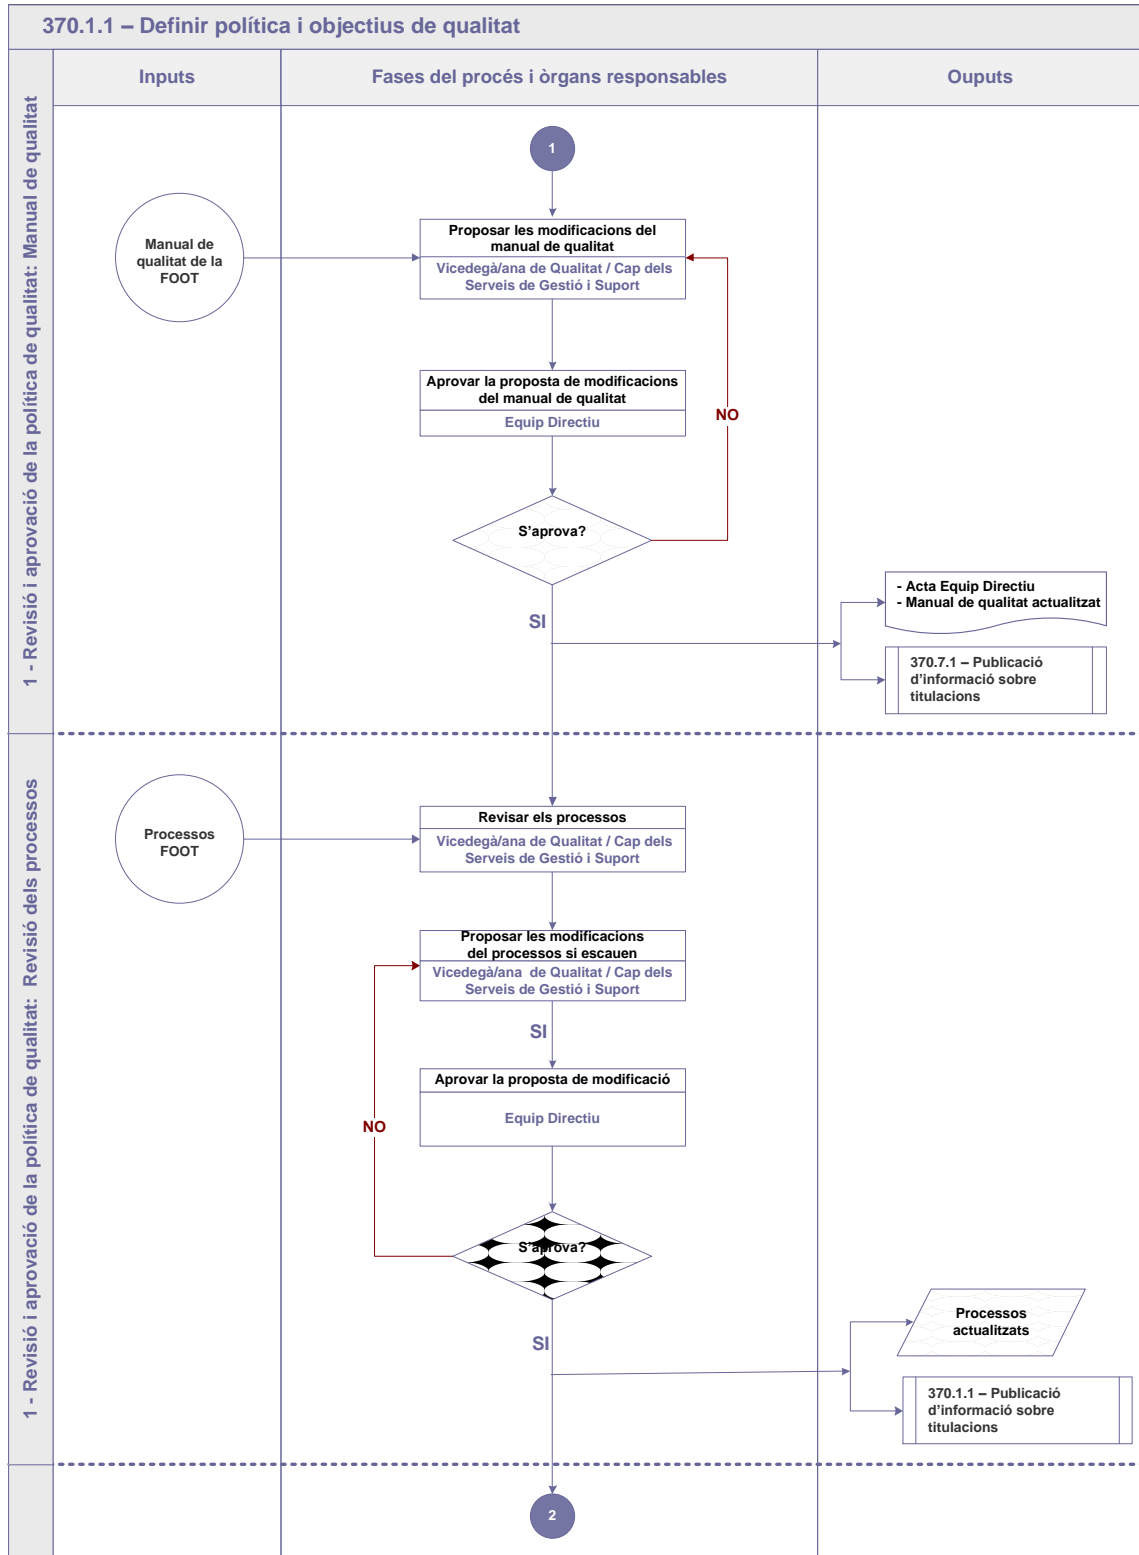 370.1.1 – Definir política i objectius de qualitat
Inputs
Fases del procés i òrgans responsables
Ouputs
1 - Revisió i aprovació de la política de qualitat: Manual de qualitat
1
Manual de
qualitat de la
FOOT
Proposar les modificacions del
manual de qualitat
Vicedegà/ana de Qualitat / Cap dels
Serveis de Gestió i Suport
Aprovar la proposta de modificacions
del manual de qualitat
Equip Directiu
NO
S'aprova?
SI
- Acta Equip Directiu
- Manual de qualitat actualitzat
370.7.1 – Publicació
d'informació sobre
titulacions
1 - Revisió i aprovació de la política de qualitat: Revisió dels processos
Processos
FOOT
Revisar els processos
Vicedegà/ana de Qualitat / Cap dels
Serveis de Gestió i Suport
Proposar les modificacions
del processos si escauen
Vicedegà/ana de Qualitat / Cap dels
Serveis de Gestió i Suport
SI
Aprovar la proposta de modificació
Equip Directiu
NO
S'aprova?
SI
Processos
actualitzats
370.1.1 – Publicació
d'informació sobre
titulacions
2